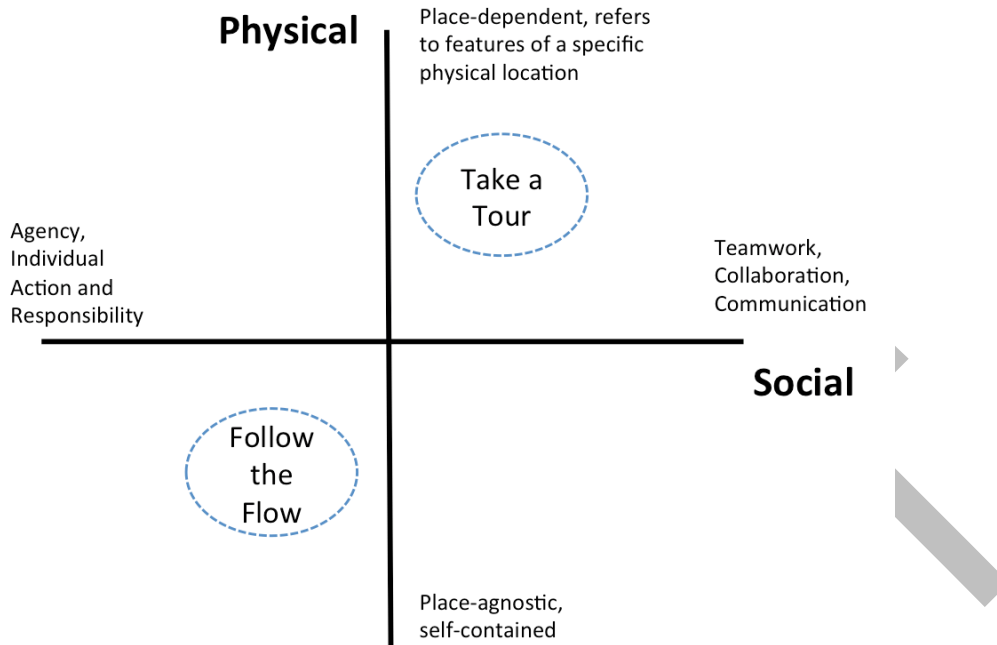 Physical
Place-dependent, refers
to features of a specific
physical location
Take a
Tour
Agency,
Individual
Action and
Responsibility
Teamwork,
Collaboration,
Communication
Social
Follow
the
Flow
Place-agnostic,
self-contained